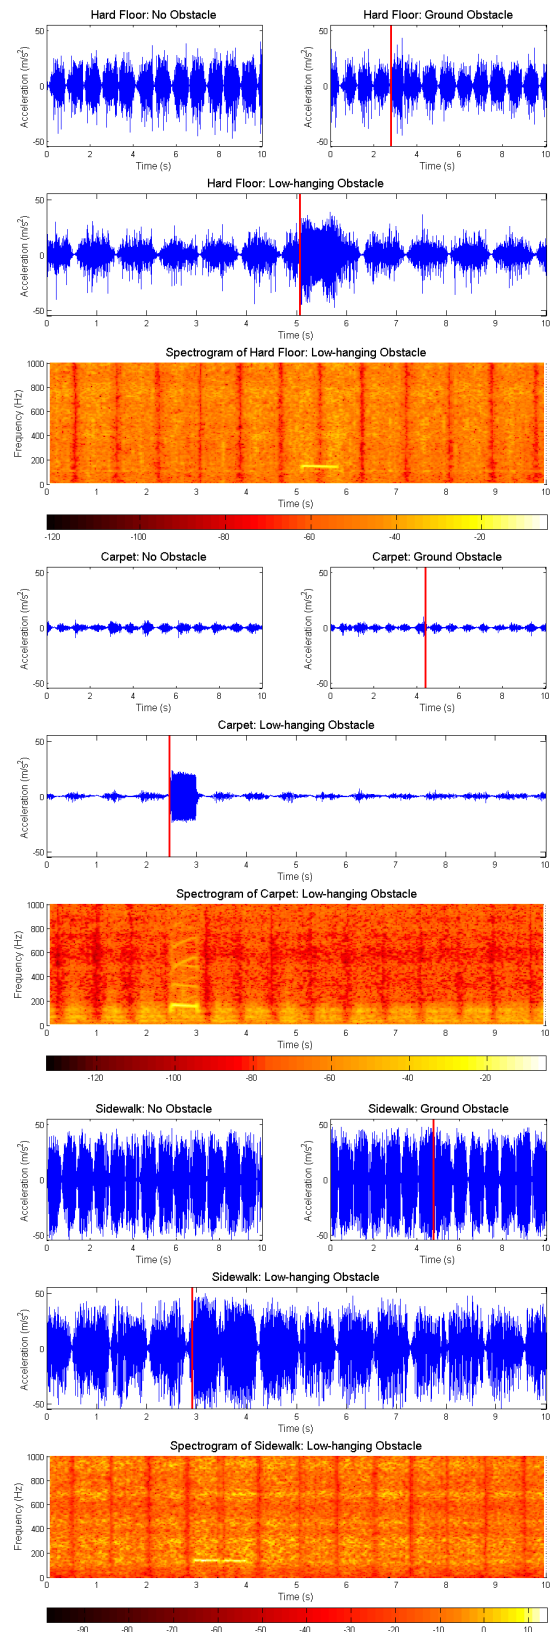 Hard Floor: No Obstacle
Hard Floor: Ground Obstacle
Acceleration (m/s²)
50
0
-50
0 2 4 6 8 10
Time (s)
Acceleration (m/s²)
50
0
-50
0 2 4 6 8 10
Time (s)
Hard Floor: Low-hanging Obstacle
Acceleration (m/s²)
50
0
-50
0 1 2 3 4 5 6 7 8 9 10
Time (s)
Spectrogram of Hard Floor: Low-hanging Obstacle
Frequency (Hz)
1000
800
600
400
200
0
0 1 2 3 4 5 6 7 8 9 10
Time (s)
-120 -100 -80 -60 -40 -20
Carpet: No Obstacle
Carpet: Ground Obstacle
Acceleration (m/s²)
50
0
-50
0 2 4 6 8 10
Time (s)
Acceleration (m/s²)
50
0
-50
0 2 4 6 8 10
Time (s)
Carpet: Low-hanging Obstacle
Acceleration (m/s²)
50
0
-50
0 1 2 3 4 5 6 7 8 9 10
Time (s)
Spectrogram of Carpet: Low-hanging Obstacle
Frequency (Hz)
1000
800
600
400
200
0
0 1 2 3 4 5 6 7 8 9 10
Time (s)
-120 -100 -80 -60 -40 -20
Sidewalk: No Obstacle
Sidewalk: Ground Obstacle
Acceleration (m/s²)
50
0
-50
0 2 4 6 8 10
Time (s)
Acceleration (m/s²)
50
0
-50
0 2 4 6 8 10
Time (s)
Sidewalk: Low-hanging Obstacle
Acceleration (m/s²)
50
0
-50
0 1 2 3 4 5 6 7 8 9 10
Time (s)
Spectrogram of Sidewalk: Low-hanging Obstacle
Frequency (Hz)
1000
800
600
400
200
0
0 1 2 3 4 5 6 7 8 9 10
Time (s)
-90 -80 -70 -60 -50 -40 -30 -20 -10 0 10